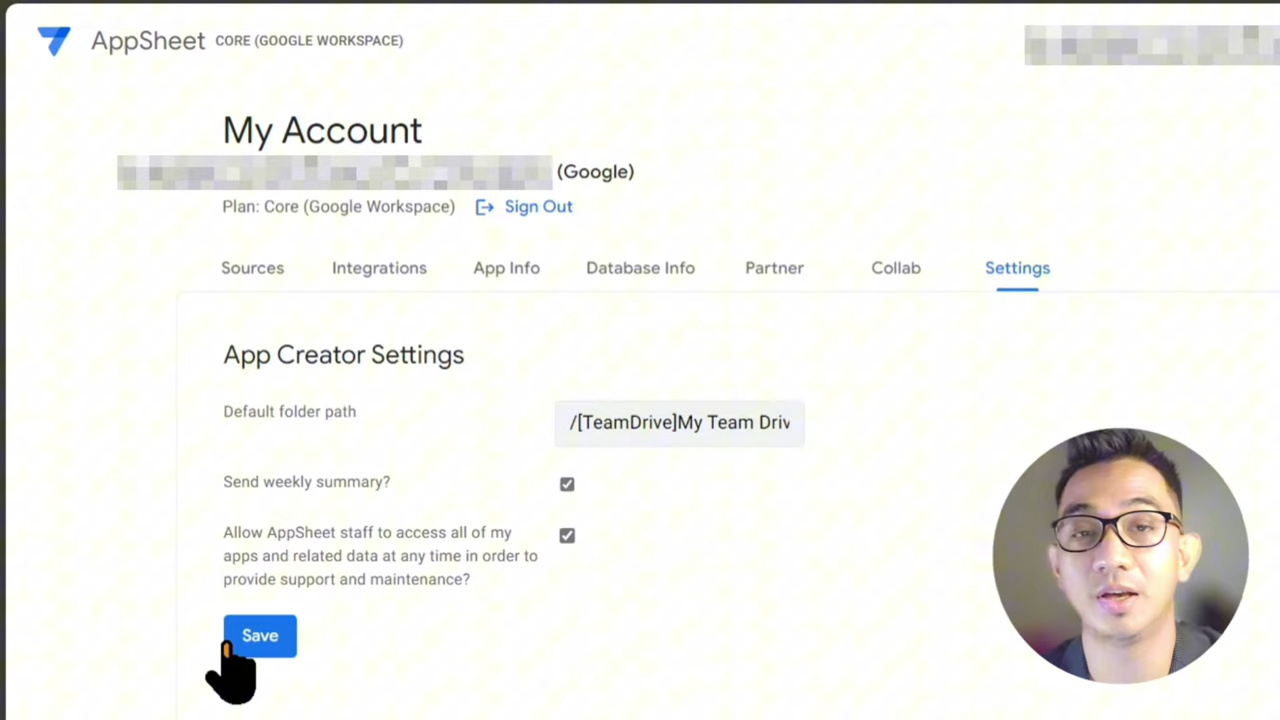 AppSheet CORE (GOOGLE WORKSPACE)
My Account
(Google)
Plan: Core (Google Workspace) Sign Out
Sources Integrations App Info Database Info Partner Collab Settings
App Creator Settings
Default folder path /[TeamDrive]My Team Driv
Send weekly summary?
Allow AppSheet staff to access all of my
apps and related data at any time in order to
provide support and maintenance?
Save